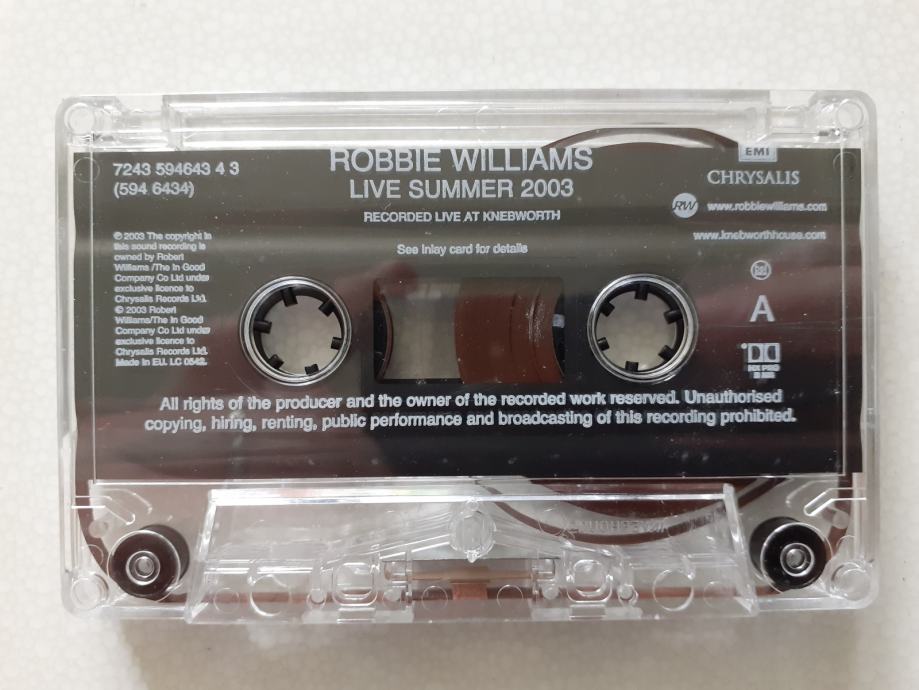 7243 594643 4 3
(594 6434)
ROBBIE WILLIAMS
LIVE SUMMER 2003
RECORDED LIVE AT KNEBWORTH
See inlay card for details
EMI
CHRYSALIS
RW www.robbiewilliams.com
www.knebworthhouse.com
℗ 2003 The copyright in
this sound recording is
owned by Robert
Williams /The In Good
Company Co Ltd under
exclusive licence to
Chrysalis Records Ltd.
© 2003 Robert
Williams/The In Good
Company Co Ltd under
exclusive licence to
Chrysalis Records Ltd.
Made in EU. LC 0542.
A
HX PRO
All rights of the producer and the owner of the recorded work reserved. Unauthorised
copying, hiring, renting, public performance and broadcasting of this recording prohibited.